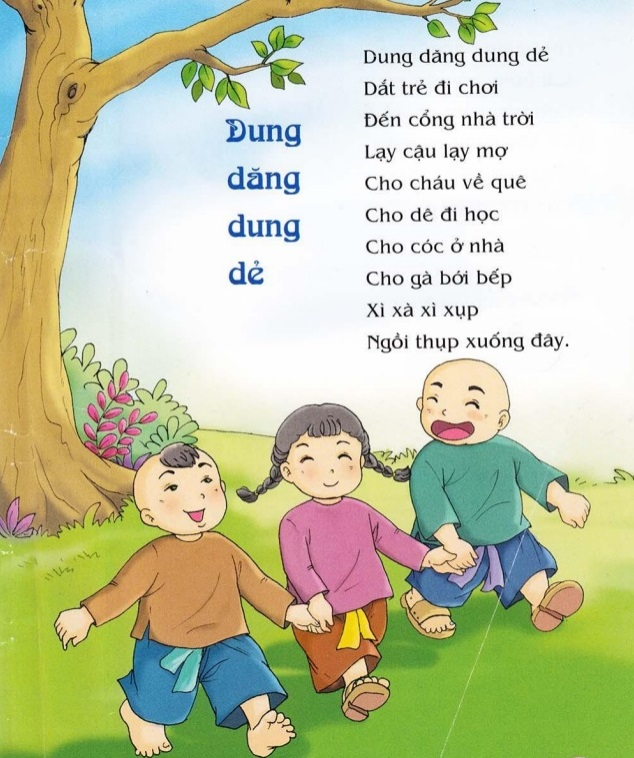 Dung
dăng
dung
dẻ
Dung dăng dung dẻ
Dắt trẻ đi chơi
Đến cổng nhà trời
Lạy cậu lạy mợ
Cho cháu về quê
Cho dê đi học
Cho cóc ở nhà
Cho gà bới bếp
Xì xà xì xụp
Ngồi thụp xuống đây.